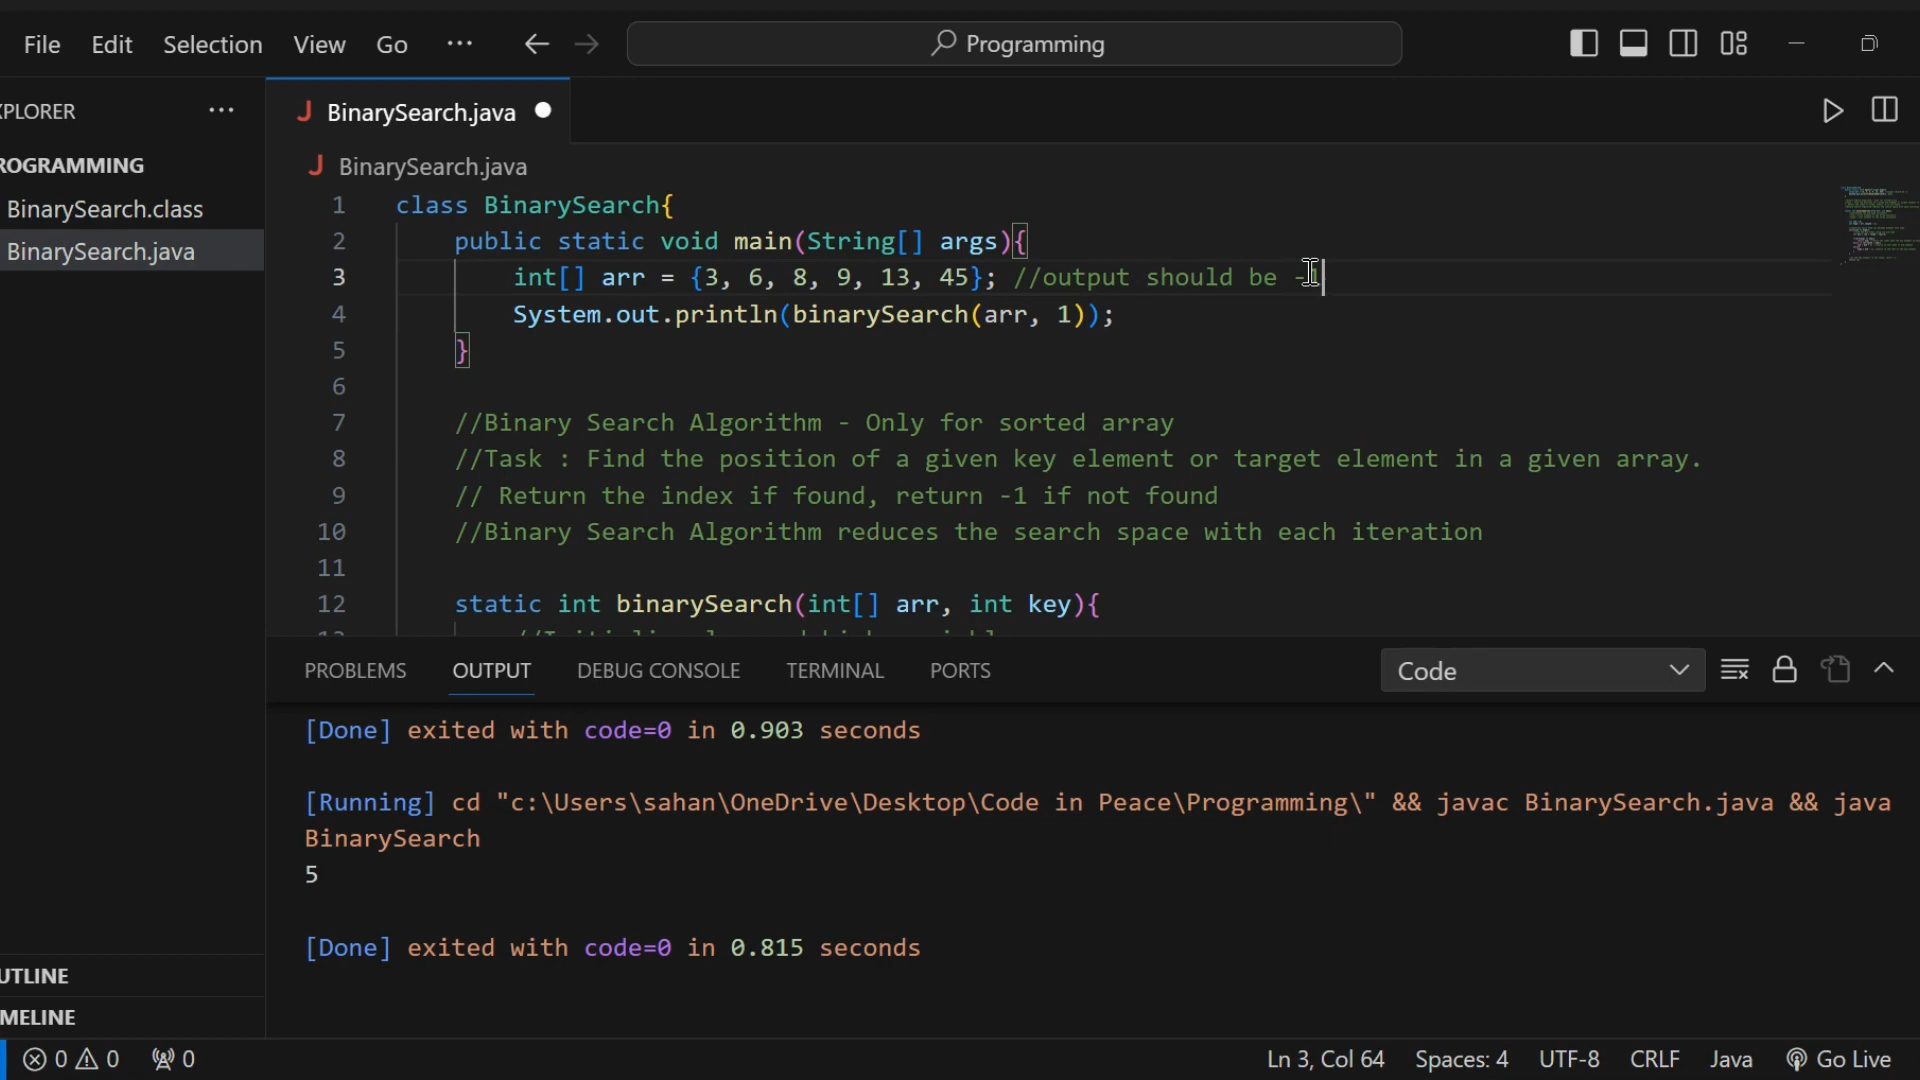 File Edit Selection View Go ··· Programming
XPLORER ···
BinarySearch.java
ROGRAMMING
BinarySearch.class
BinarySearch.java
BinarySearch.java
1 class BinarySearch{
2 public static void main(String[] args){
3 int[] arr = {3, 6, 8, 9, 13, 45}; //output should be -1
4 System.out.println(binarySearch(arr, 1));
5 }
6
7 //Binary Search Algorithm - Only for sorted array
8 //Task : Find the position of a given key element or target element in a given array.
9 // Return the index if found, return -1 if not found
10 //Binary Search Algorithm reduces the search space with each iteration
11
12 static int binarySearch(int[] arr, int key){
PROBLEMS OUTPUT DEBUG CONSOLE TERMINAL PORTS Code
[Done] exited with code=0 in 0.903 seconds
[Running] cd "c:\Users\sahan\OneDrive\Desktop\Code in Peace\Programming\" && javac BinarySearch.java && java
BinarySearch
5
[Done] exited with code=0 in 0.815 seconds
UTLINE
MELINE
0 0 0 Ln 3, Col 64 Spaces: 4 UTF-8 CRLF Java Go Live